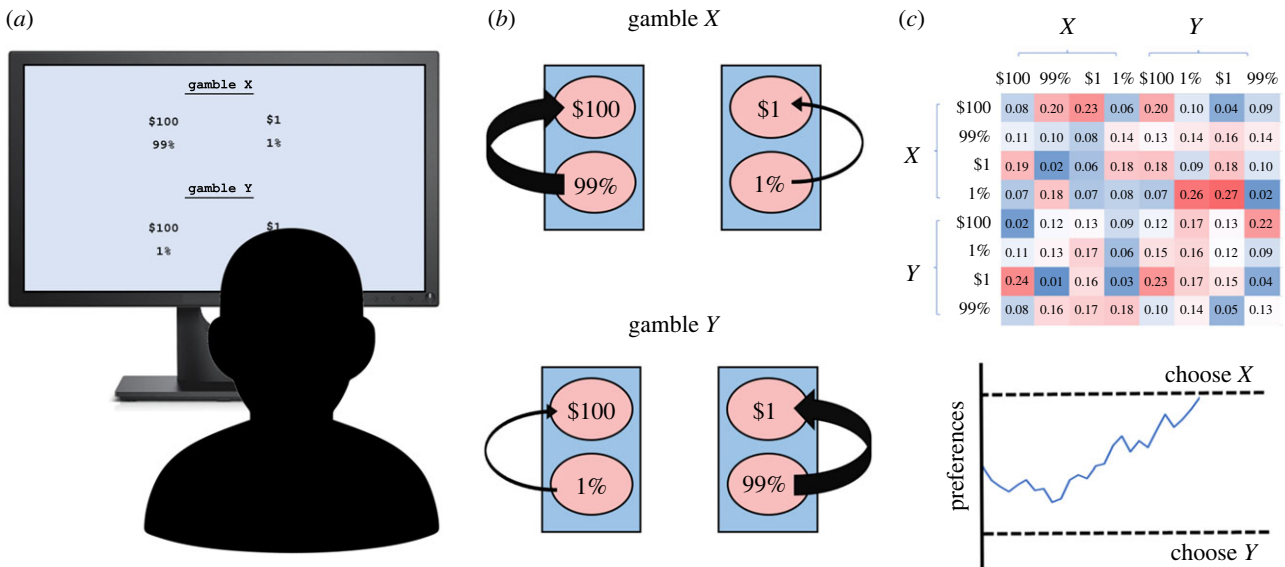 (a)
gamble X
$100 $1
99% 1%
gamble Y
$100 $1
1%
(b)
gamble X
$100 $1
99% 1%
gamble Y
$100 $1
1% 99%
(c)
X Y
$100 99% $1 1% $100 1% $1 99%
X
$100 0.08 0.20 0.23 0.06 0.20 0.10 0.04 0.09
99% 0.11 0.10 0.08 0.14 0.13 0.14 0.16 0.14
$1 0.19 0.02 0.06 0.18 0.18 0.09 0.18 0.10
1% 0.07 0.18 0.07 0.08 0.07 0.26 0.27 0.02
Y
$100 0.02 0.12 0.13 0.09 0.12 0.17 0.13 0.22
1% 0.11 0.13 0.17 0.06 0.15 0.16 0.12 0.09
$1 0.24 0.01 0.16 0.03 0.23 0.17 0.15 0.04
99% 0.08 0.16 0.17 0.18 0.10 0.14 0.05 0.13
choose X
preferences
choose Y